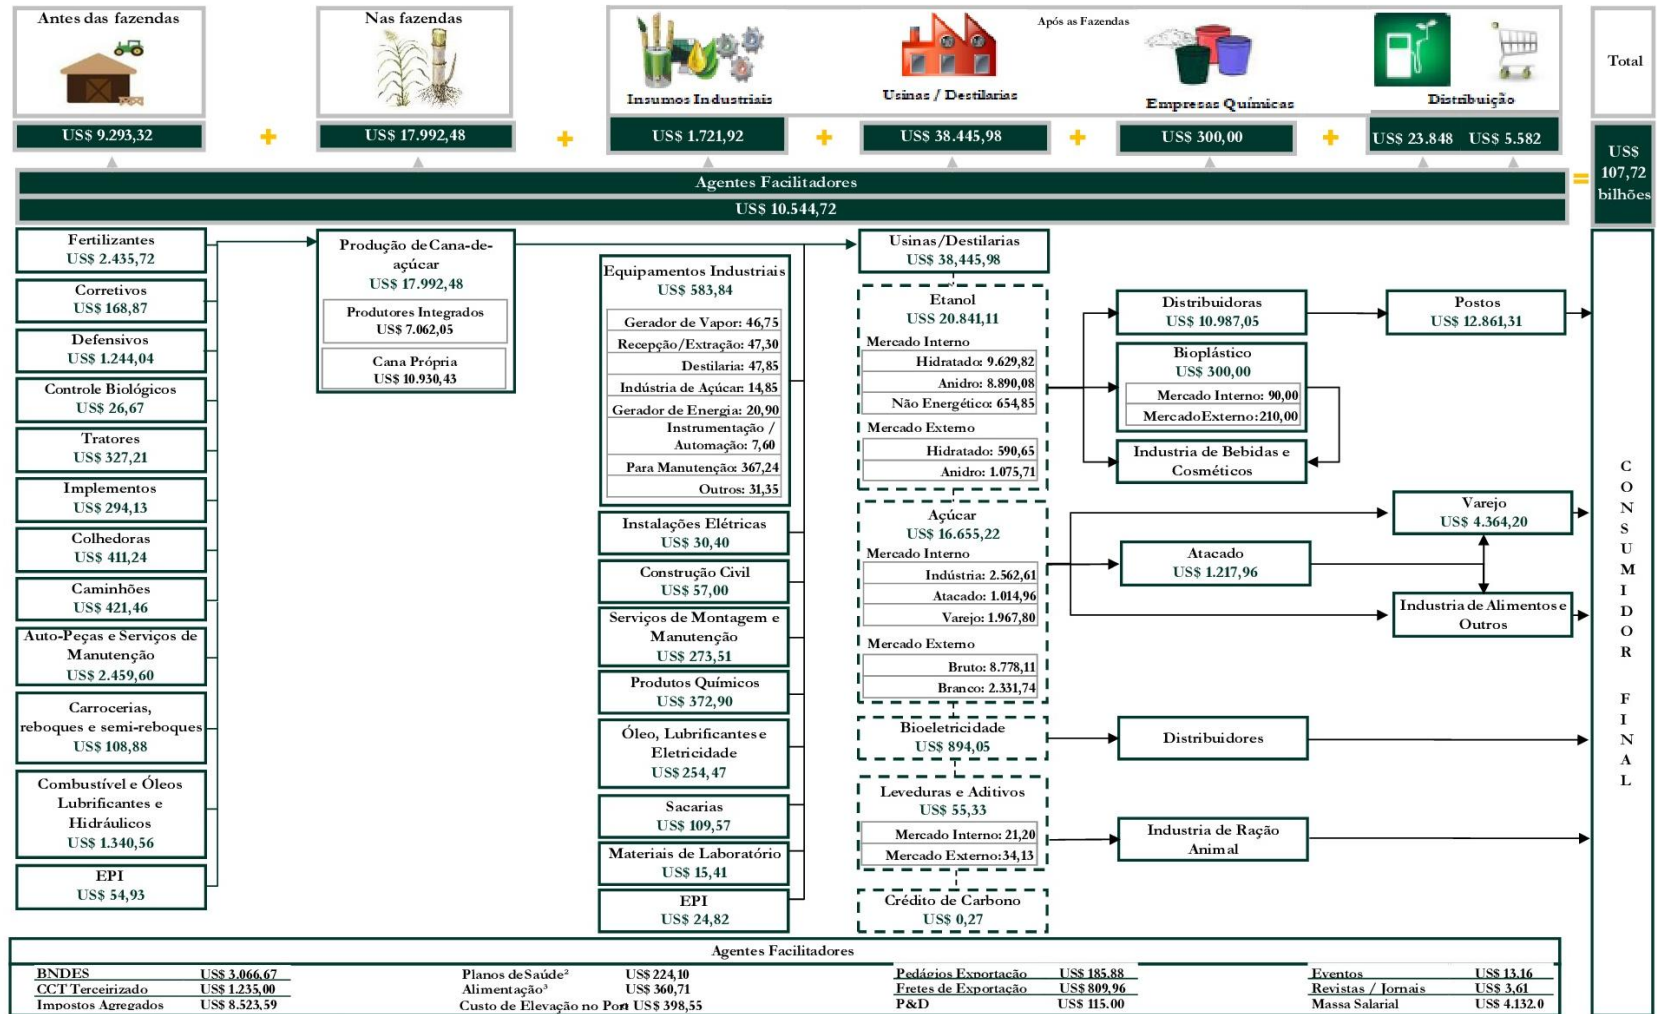 Antes das fazendas
US$ 9.293,32
+
Nas fazendas
US$ 17.992,48
+
Após as Fazendas
Insumos Industriais
US$ 1.721,92
+
Usinas / Destilarias
US$ 38.445,98
+
Empresas Químicas
US$ 300,00
+
Distribuição
US$ 23.848
US$ 5.582
=
Total
US$
107,72
bilhões
Agentes Facilitadores
US$ 10.544,72
Fertilizantes
US$ 2.435,72
Corretivos
US$ 168,87
Defensivos
US$ 1.244,04
Controle Biológicos
US$ 26,67
Tratores
US$ 327,21
Implementos
US$ 294,13
Colhedoras
US$ 411,24
Caminhões
US$ 421,46
Auto-Peças e Serviços de
Manutenção
US$ 2.459,60
Carrocerias,
reboques e semi-reboques
US$ 108,88
Combustível e Óleos
Lubrificantes e
Hidráulicos
US$ 1.340,56
EPI
US$ 54,93
Produção de Cana-de-
açúcar
US$ 17.992,48
Produtores Integrados
US$ 7.062,05
Cana Própria
US$ 10.930,43
Equipamentos Industriais
US$ 583,84
Gerador de Vapor: 46,75
Recepção/Extração: 47,30
Destilaria: 47,85
Indústria de Açúcar: 14,85
Gerador de Energia: 20,90
Instrumentação /
Automação: 7,60
Para Manutenção: 367,24
Outros: 31,35
Instalações Elétricas
US$ 30,40
Construção Civil
US$ 57,00
Serviços de Montagem e
Manutenção
US$ 273,51
Produtos Químicos
US$ 372,90
Óleo, Lubrificantes e
Eletricidade
US$ 254,47
Sacarias
US$ 109,57
Materiais de Laboratório
US$ 15,41
EPI
US$ 24,82
Usinas/Destilarias
US$ 38,445,98
Etanol
US$ 20.841,11
Mercado Interno
Hidratado: 9.629,82
Anidro: 8.890,08
Não Energético: 654,85
Mercado Externo
Hidratado: 590,65
Anidro: 1.075,71
Açúcar
US$ 16.655,22
Mercado Interno
Indústria: 2.562,61
Atacado: 1.014,96
Varejo: 1.967,80
Mercado Externo
Bruto: 8.778,11
Branco: 2.331,74
Bioeletricidade
US$ 894,05
Leveduras e Aditivos
US$ 55,33
Mercado Interno: 21,20
Mercado Externo:34,13
Crédito de Carbono
US$ 0,27
Distribuidoras
US$ 10.987,05
Bioplástico
US$ 300,00
Mercado Interno: 90,00
MercadoExterno:210,00
Industria de Bebidas e
Cosméticos
Atacado
US$ 1.217,96
Distribuidores
Industria de Ração
Animal
Postos
US$ 12.861,31
Varejo
US$ 4.364,20
Industria de Alimentos e
Outros
CONSUMIDOR FINAL
Agentes Facilitadores
BNDES US$ 3.066,67
CCT Terceirizado US$ 1.235,00
Impostos Agregados US$ 8.523,59
Planos de Saúde² US$ 224,10
Alimentação³ US$ 360,71
Custo de Elevação no Port US$ 398,55
Pedágios Exportação US$ 185.88
Fretes de Exportação US$ 809,96
P&D US$ 115.00
Eventos US$ 13.16
Revistas / Jornais US$ 3,61
Massa Salarial US$ 4.132.0